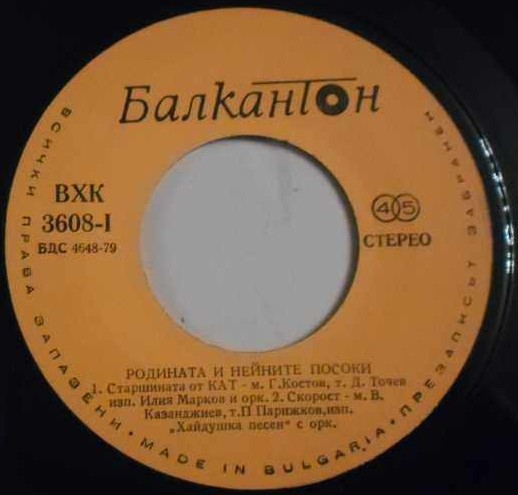 Балкантон
ВХК
3608-I
БДС 4648-79
45
СТЕРЕО
РОДИНАТА И НЕЙНИТЕ ПОСОКИ
1. Старшината от КАТ - м. Г.Костов, т. Д. Точев
изп. Илия Марков и орк. 2. Скорост - м. В.
Казанджиев, т.П Парижков,изп.
„Хайдушка песен" с орк.
ВСИЧКИ ПРАВА ЗАПАЗЕНИ • MADE IN BULGARIA • ПРЕЗАПИСЪТ ЗАБРАНЕН